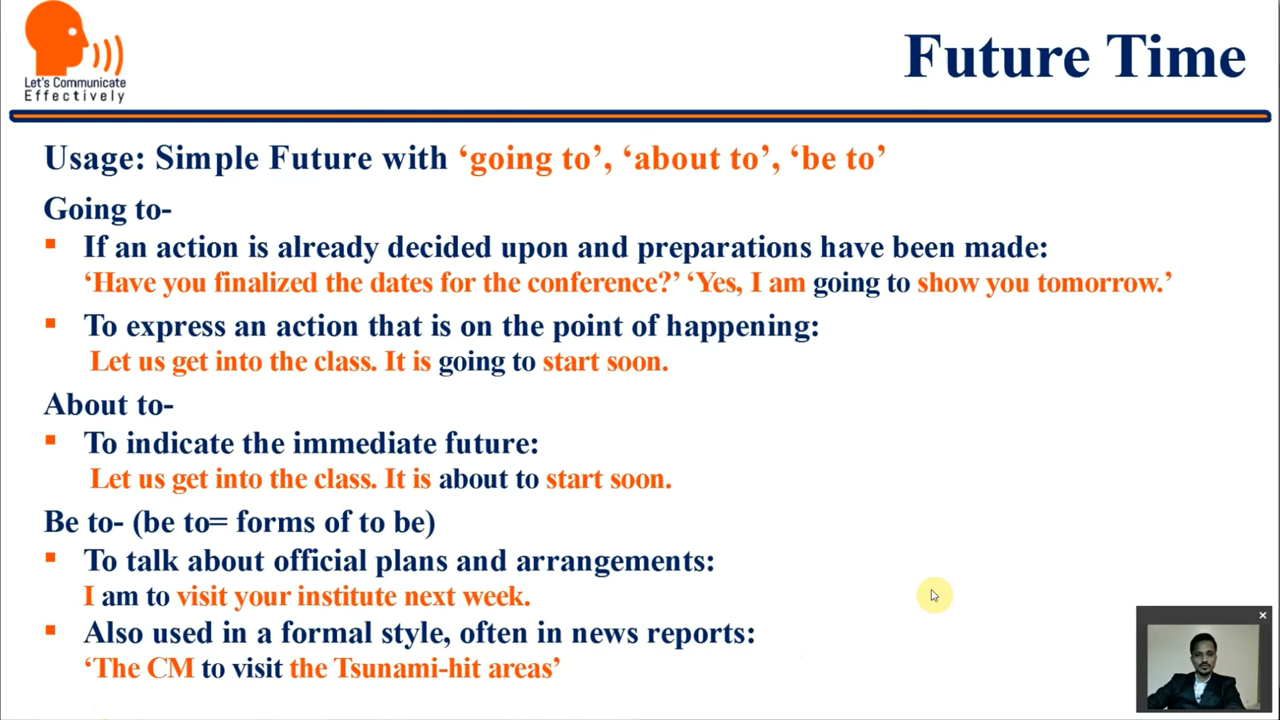 Let's Communicate
Effectively
Future Time
Usage: Simple Future with ‘going to’, ‘about to’, ‘be to’
Going to-
▪ If an action is already decided upon and preparations have been made:
‘Have you finalized the dates for the conference?’ ‘Yes, I am going to show you tomorrow.’
▪ To express an action that is on the point of happening:
Let us get into the class. It is going to start soon.
About to-
▪ To indicate the immediate future:
Let us get into the class. It is about to start soon.
Be to- (be to= forms of to be)
▪ To talk about official plans and arrangements:
I am to visit your institute next week.
▪ Also used in a formal style, often in news reports:
‘The CM to visit the Tsunami-hit areas’